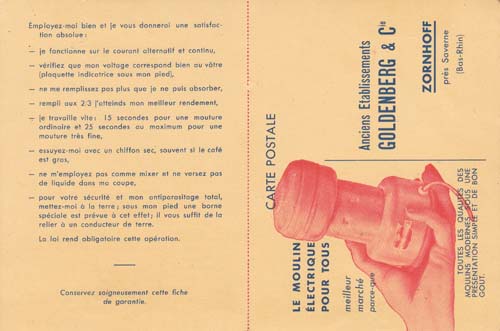 Employez-moi bien et je vous donnerai une satisfac-
tion absolue :
— je fonctionne sur le courant alternatif et continu,
— vérifiez que mon voltage correspond bien au vôtre
(plaquette indicatrice sous mon pied),
— ne me remplissez pas plus que je ne puis absorber,
— rempli aux 2/3 j'atteinds mon meilleur rendement,
— je travaille vite : 15 secondes pour une mouture
ordinaire et 25 secondes au maximum pour une
mouture très fine,
— essuyez-moi avec un chiffon sec, souvent si le café
est gras,
— ne m'employez pas comme mixer et ne versez pas
de liquide dans ma coupe,
— pour votre sécurité et mon antiparasitage total,
mettez-moi à la terre ; sous mon pied une borne
spéciale est prévue à cet effet ; il vous suffit de la
relier à un conducteur de terre.
La loi rend obligatoire cette opération.
Conservez soigneusement cette fiche
de garantie.
CARTE POSTALE
Anciens Etablissements
GOLDENBERG & Cie
ZORNHOFF
près Saverne
(Bas-Rhin)
LE MOULIN
ÉLECTRIQUE
POUR TOUS
meilleur
marché
parce-que
TOUTES LES QUALITÉS DES
MOULINS MODERNES SOUS UNE
PRÉSENTATION SIMPLE ET DE BON
GOUT.